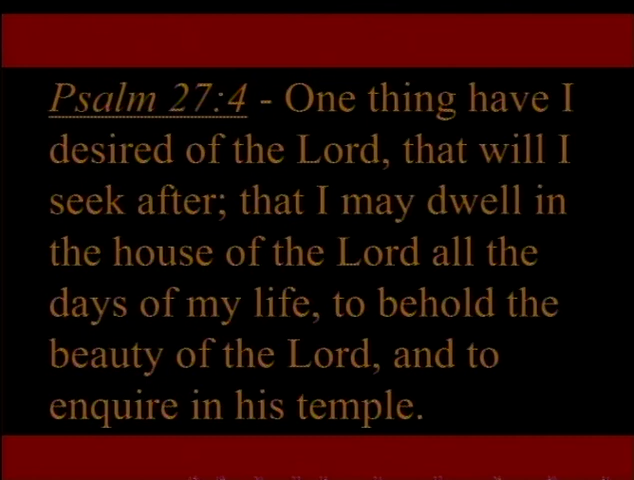 Psalm 27:4 - One thing have I
desired of the Lord, that will I
seek after; that I may dwell in
the house of the Lord all the
days of my life, to behold the
beauty of the Lord, and to
enquire in his temple.